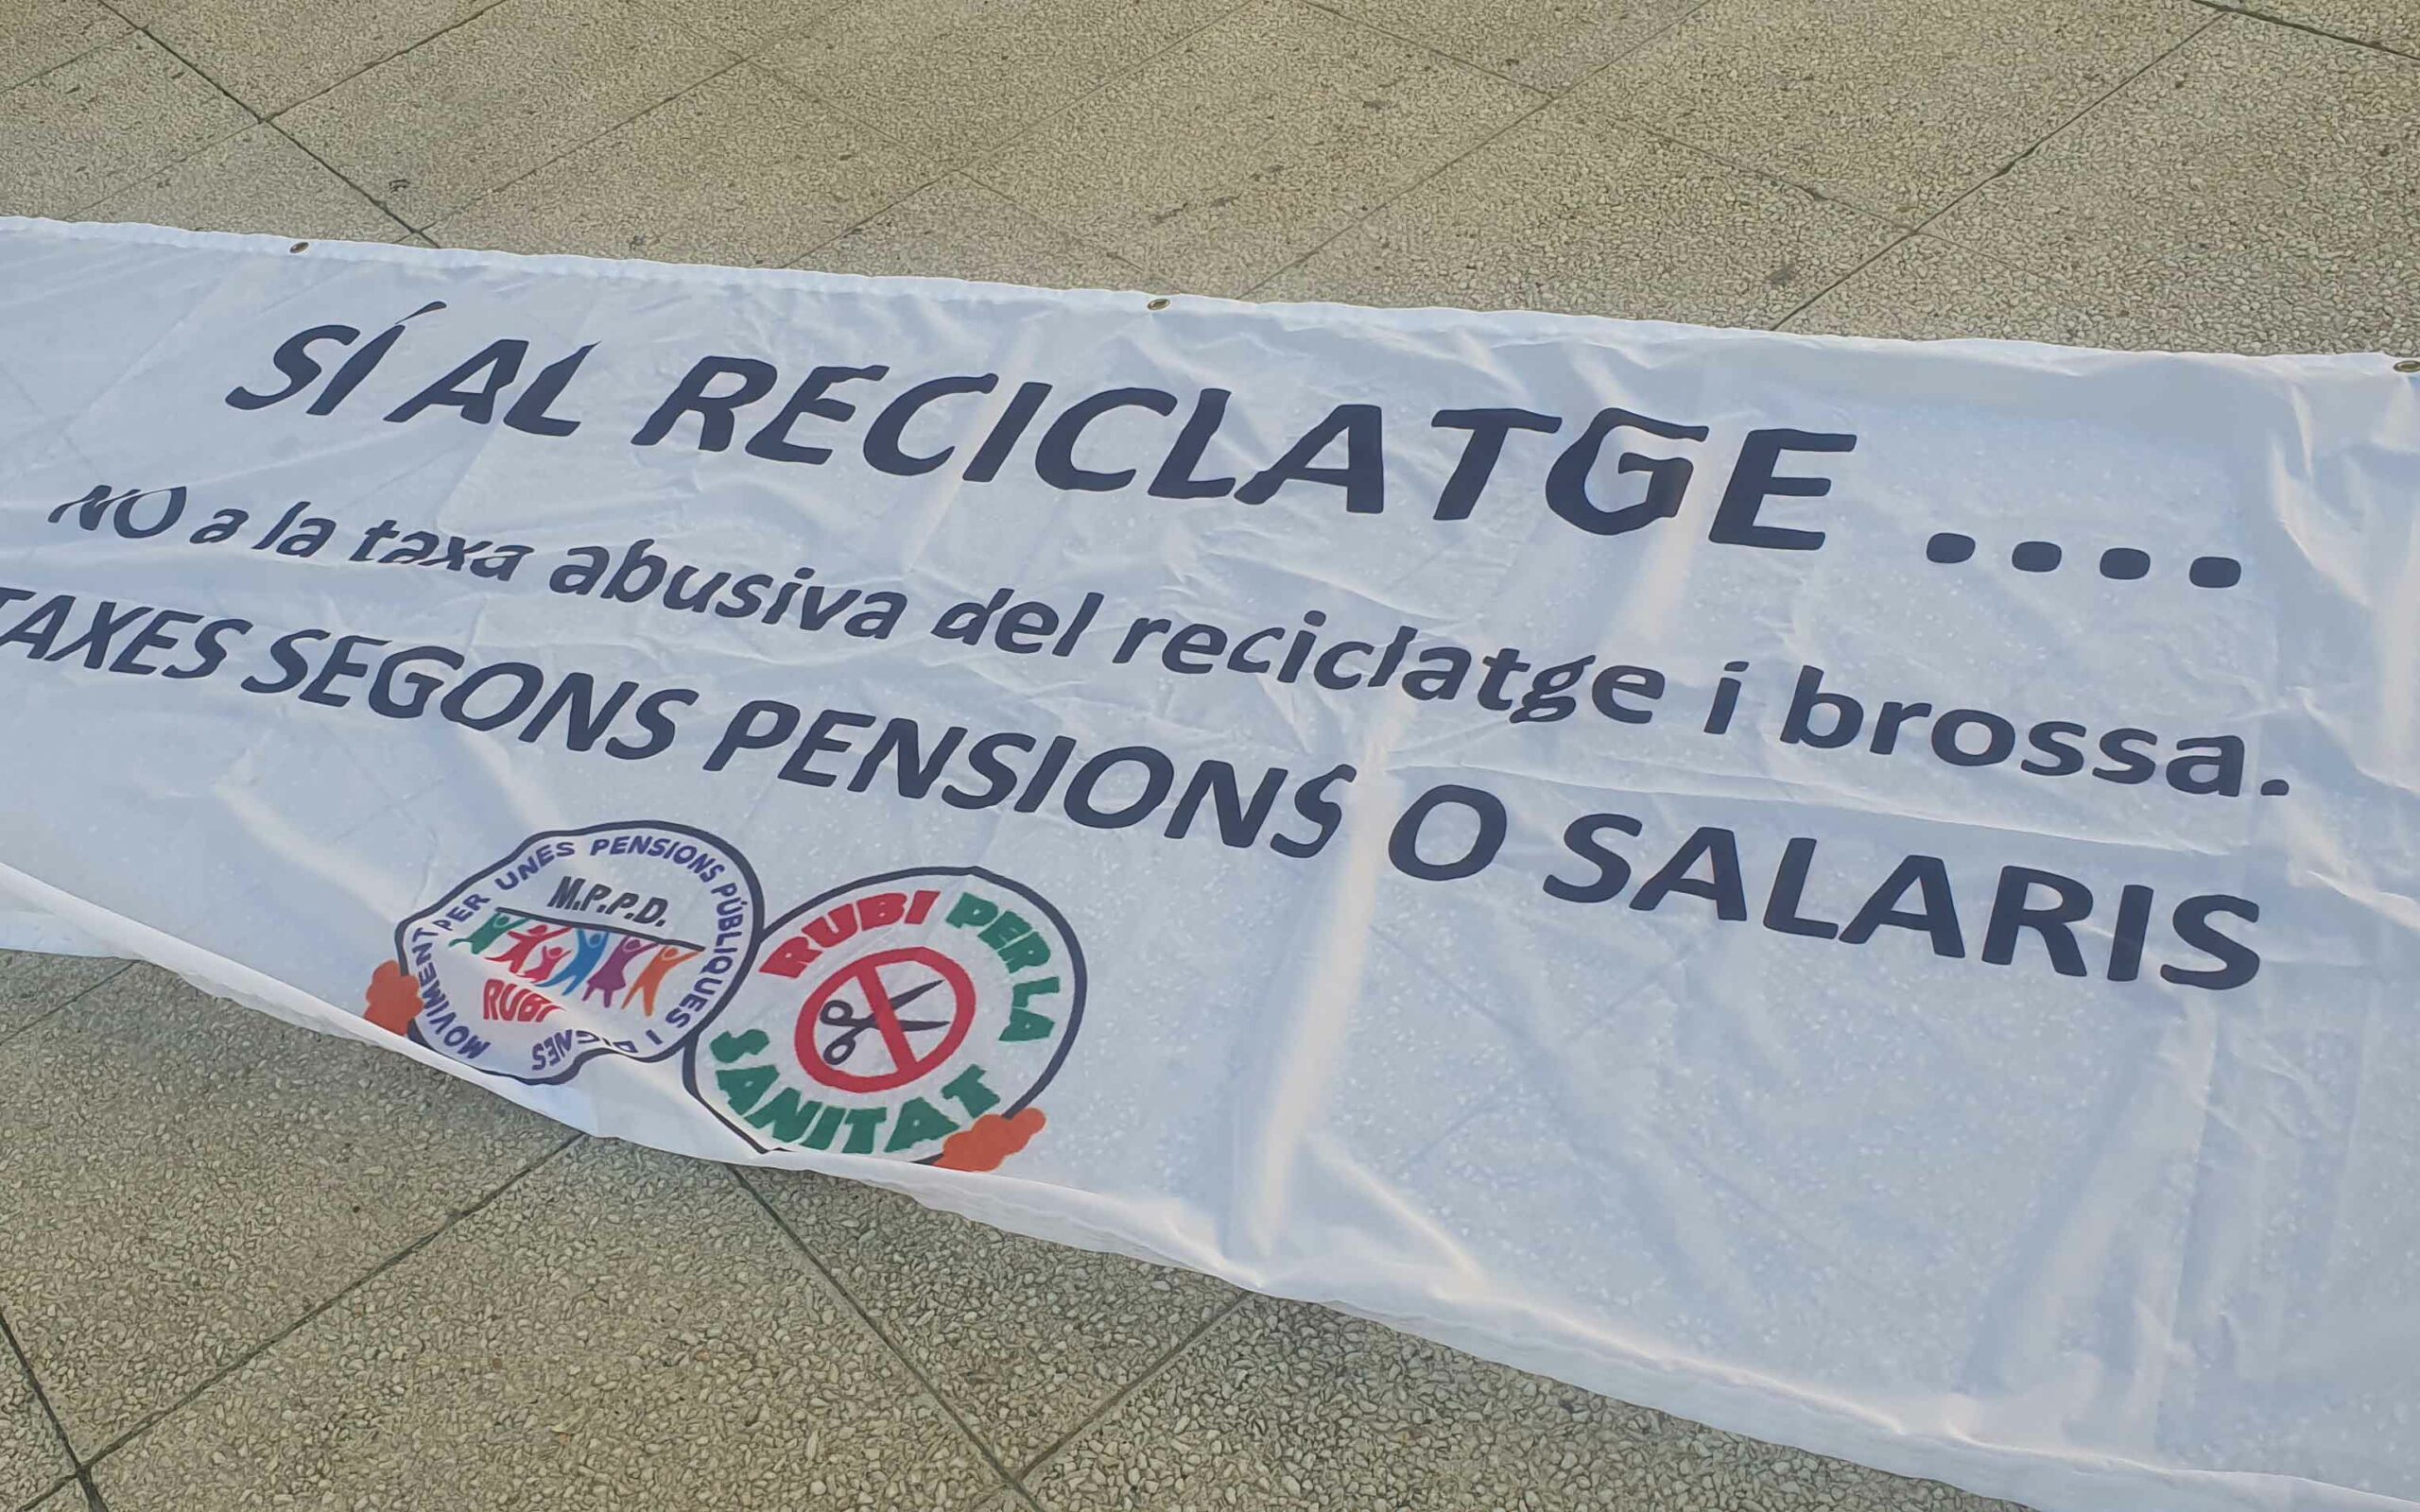 SÍ AL RECICLATGE ....
NO a la taxa abusiva del reciclatge i brossa.
TAXES SEGONS PENSIONS O SALARIS
MOVIMENT PER UNES PENSIONS PÚBLIQUES I DIGNES
M.P.P.D.
RUBI
RUBI PER LA
SANITAT